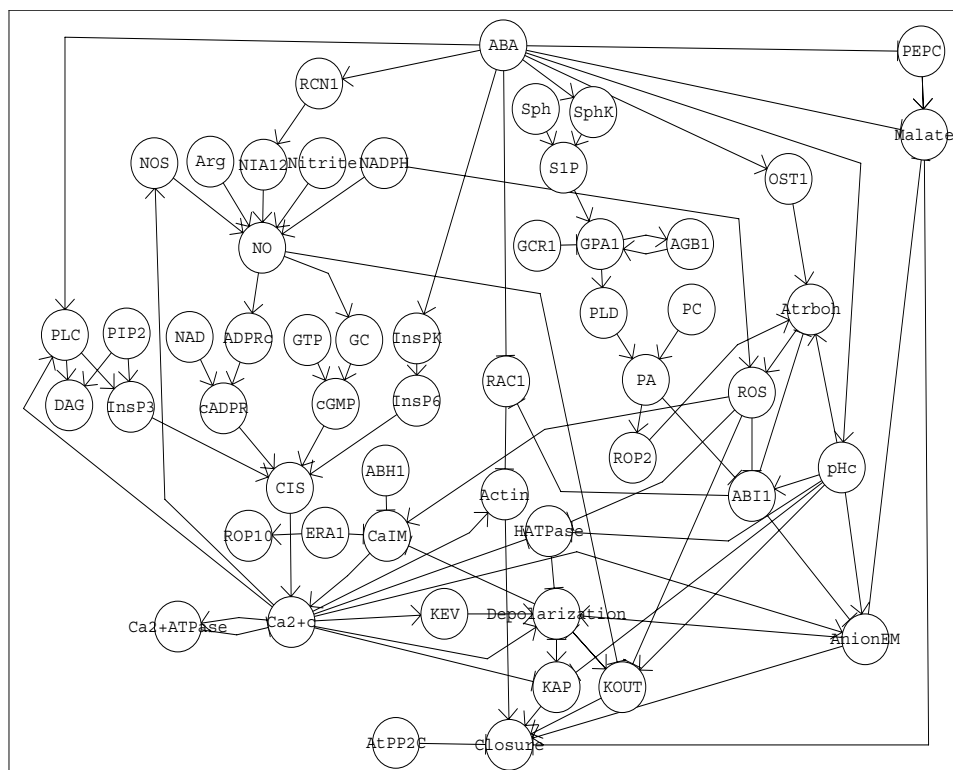 ABA
PEPC
RCN1
Sph
SphK
Malate
NOS
Arg
NIA12
Nitrite
NADPH
S1P
OST1
NO
GCR1
GPA1
AGB1
PLC
PIP2
NAD
ADPRc
GTP
GC
InsPK
PLD
PC
Atrboh
DAG
InsP3
cADPR
cGMP
InsP6
RAC1
PA
ROS
ROP2
CIS
ABH1
Actin
ABI1
pHc
ROP10
ERA1
CaIM
HATPase
Ca2+ATPase
Ca2+c
KEV
Depolarization
AnionEM
KAP
KOUT
AtPP2C
Closure